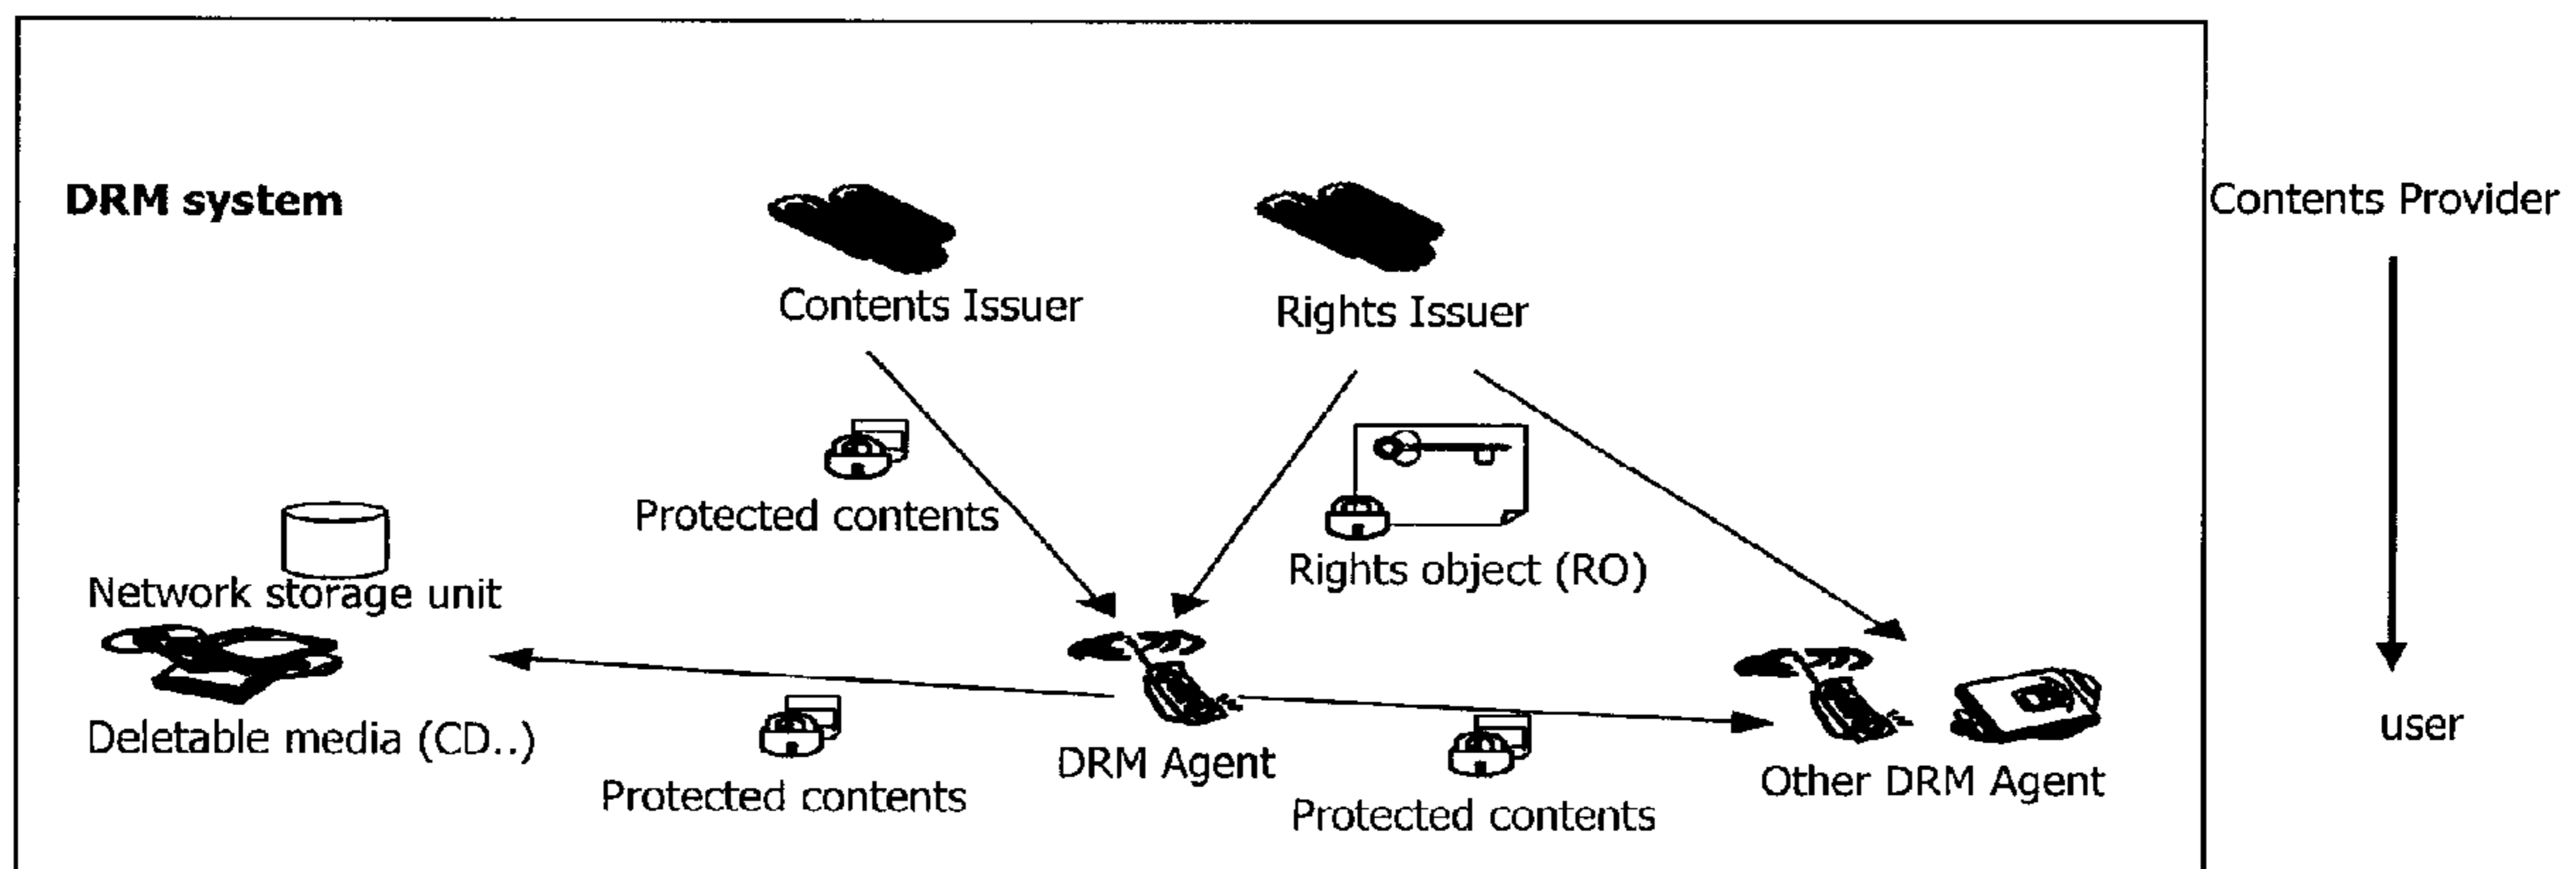 DRM system
Contents Provider
Contents Issuer
Rights Issuer
Protected contents
Rights object (RO)
Network storage unit
Deletable media (CD..)
Protected contents
DRM Agent
Protected contents
Other DRM Agent
user